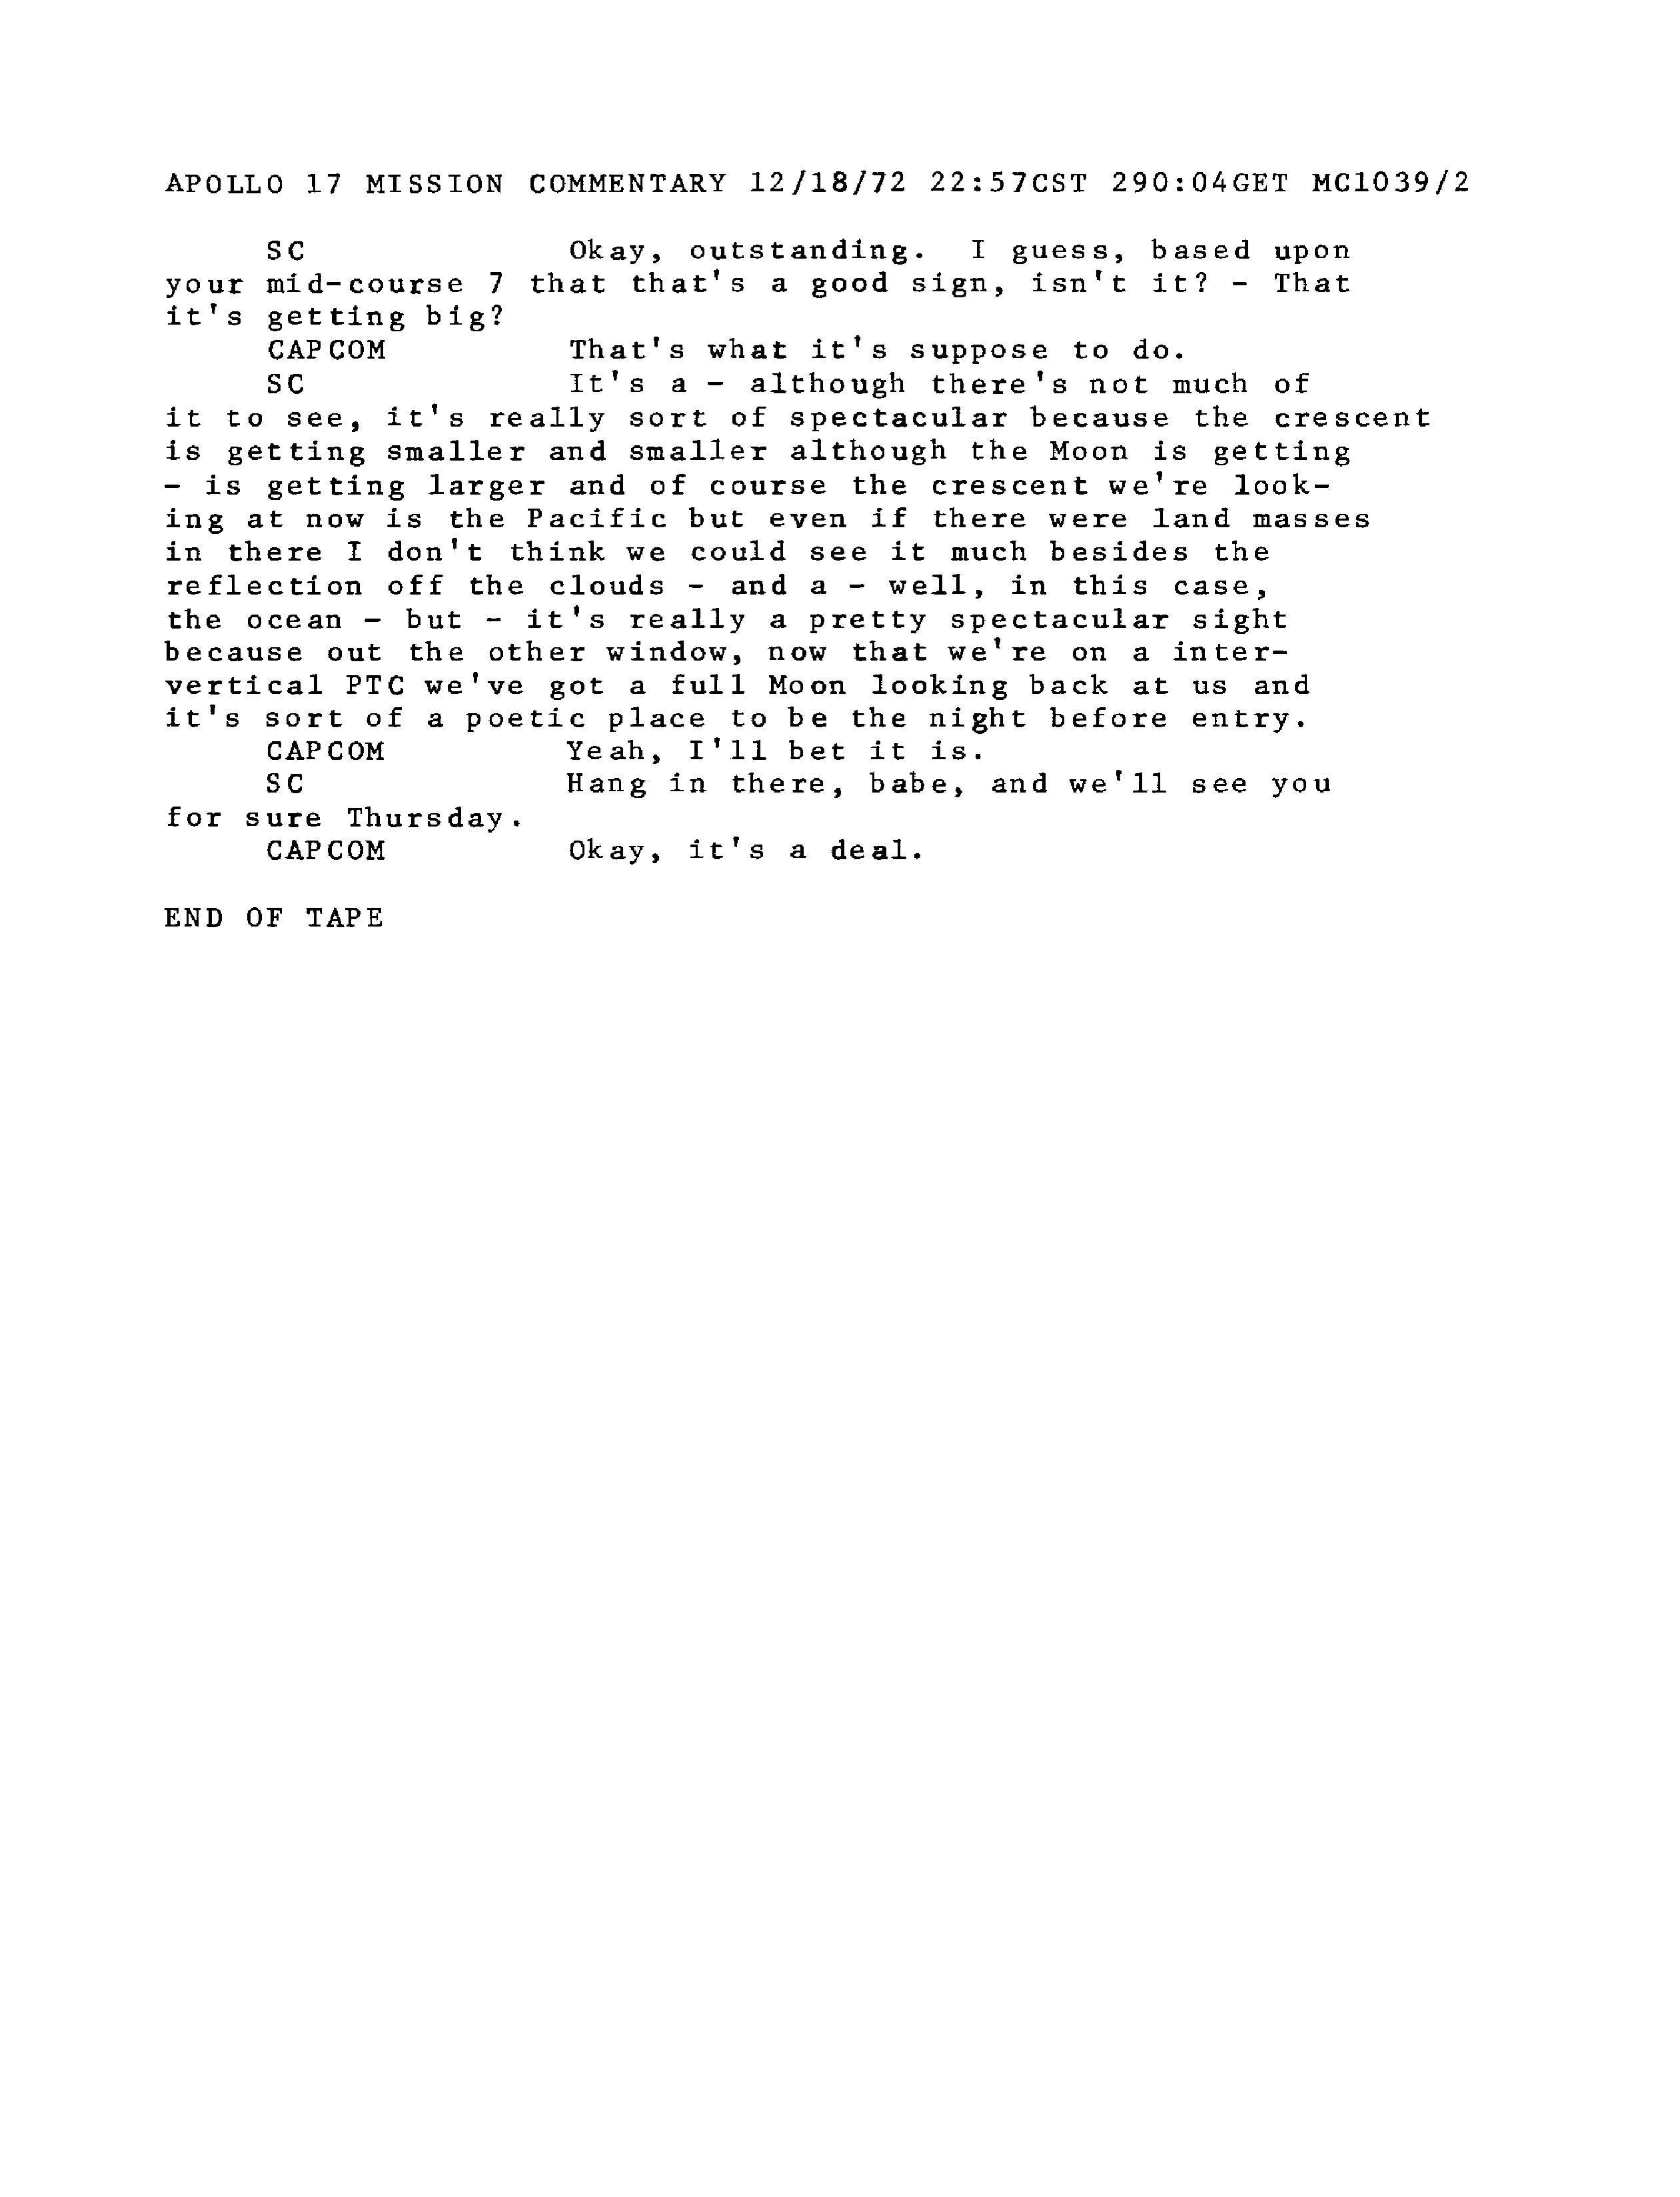 APOLLO 17 MISSION COMMENTARY 12/18/72 22:57CST 290:04GET MC1039/2
SC Okay, outstanding. I guess, based upon
your mid-course 7 that that's a good sign, isn't it? - That
it's getting big?
CAPCOM That's what it's suppose to do.
SC It's a - although there's not much of
it to see, it's really sort of spectacular because the crescent
is getting smaller and smaller although the Moon is getting
- is getting larger and of course the crescent we're look-
ing at now is the Pacific but even if there were land masses
in there I don't think we could see it much besides the
reflection off the clouds - and a - well, in this case,
the ocean - but - it's really a pretty spectacular sight
because out the other window, now that we're on a inter-
vertical PTC we've got a full Moon looking back at us and
it's sort of a poetic place to be the night before entry.
CAPCOM Yeah, I'll bet it is.
SC Hang in there, babe, and we'll see you
for sure Thursday.
CAPCOM Okay, it's a deal.
END OF TAPE